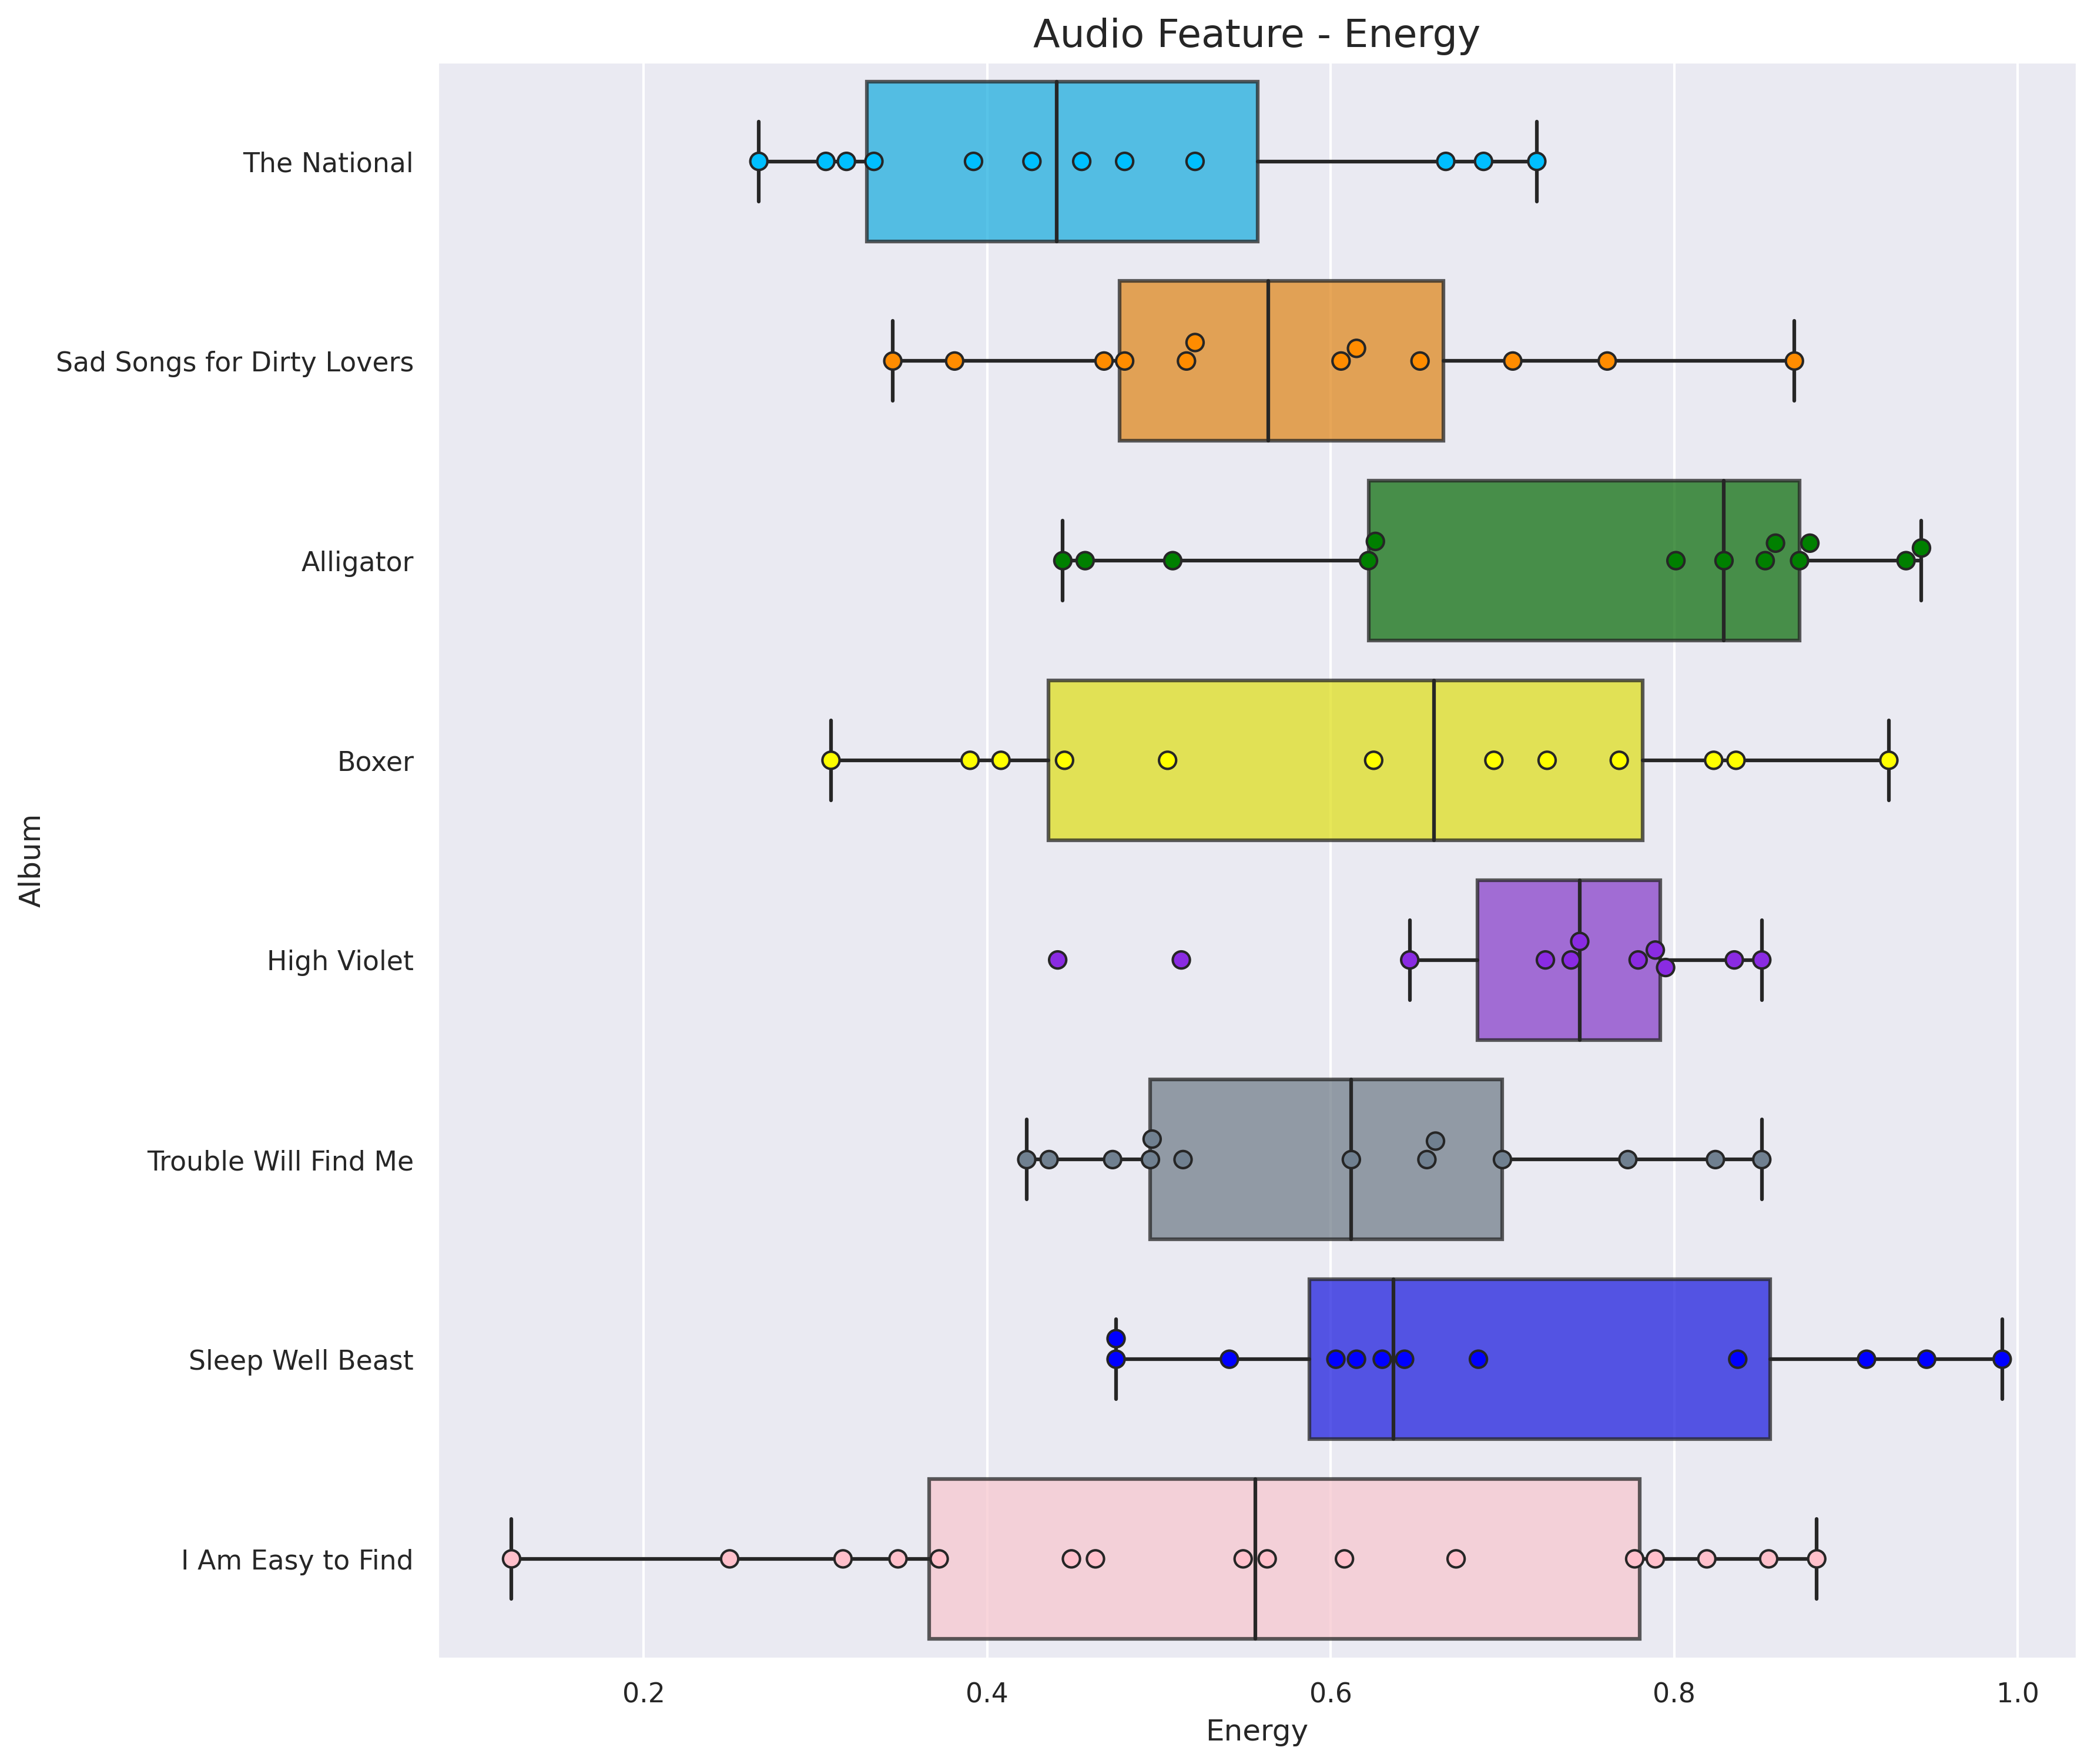 Audio Feature - Energy
The National
Sad Songs for Dirty Lovers
Alligator
Boxer
High Violet
Trouble Will Find Me
Sleep Well Beast
I Am Easy to Find
Album
0.2 0.4 0.6 0.8 1.0
Energy